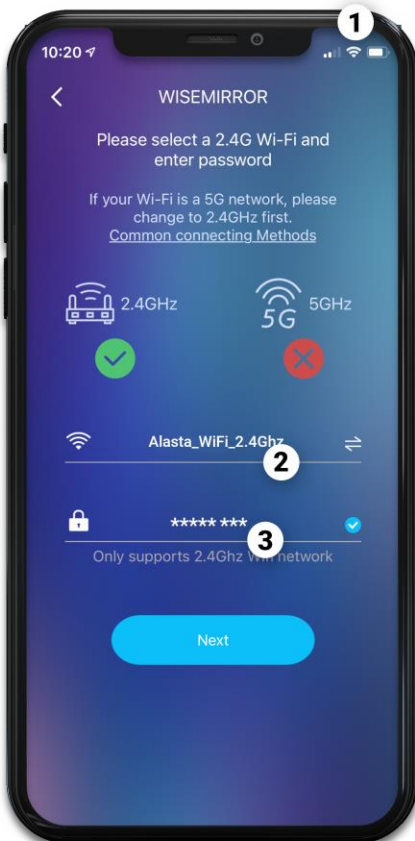 1
10:20
WISEMIRROR
Please select a 2.4G Wi-Fi and
enter password
If your Wi-Fi is a 5G network, please
change to 2.4GHz first.
Common connecting Methods
2.4GHz
5G 5GHz
Alasta_WiFi_2.4Ghz
2
***** ***
3
Only supports 2.4Ghz Wifi network
Next